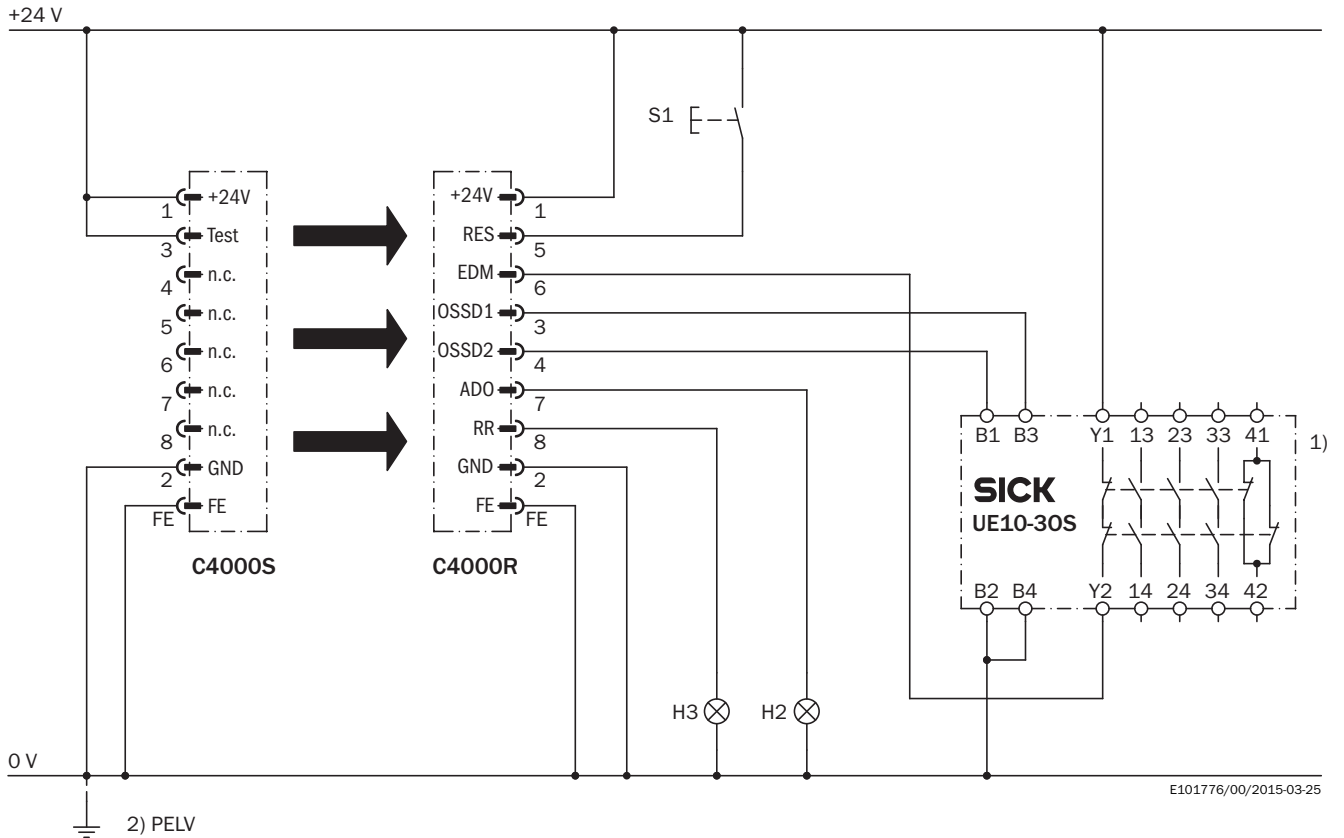 +24 V
S1
+24V
1
Test
3
n.c.
4
n.c.
5
n.c.
6
n.c.
7
n.c.
8
GND
2
FE
FE
C4000S
+24V
1
RES
5
EDM
6
OSSD1
3
OSSD2
4
ADO
7
RR
8
GND
2
FE
FE
C4000R
B1 B3 Y1 13 23 33 41
1)
SICK
UE10-30S
B2 B4 Y2 14 24 34 42
H3
H2
0 V
E101776/00/2015-03-25
2) PELV